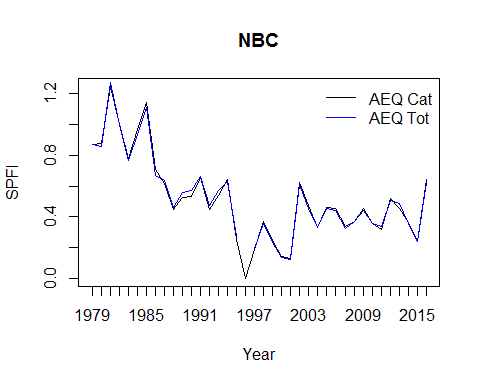 NBC
AEQ Cat
AEQ Tot
SPFI
1.2
0.8
0.4
0.0
1979 1985 1991 1997 2003 2009 2015
Year